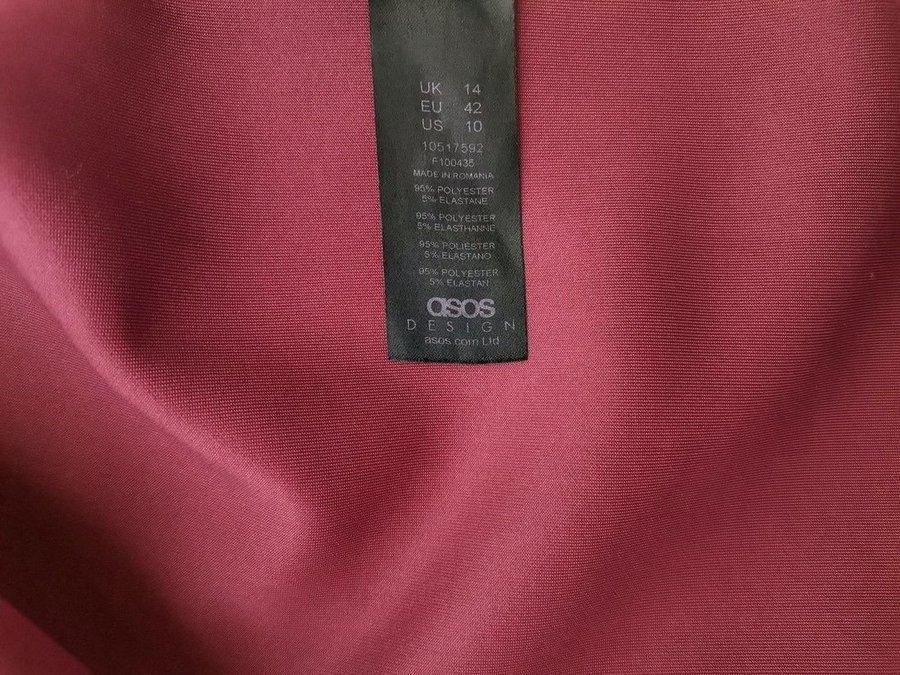 UK 14
EU 42
US 10
10517592
F100435
MADE IN ROMANIA
95% POLYESTER
5% ELASTANE
95% POLYESTER
5% ELASTHANNE
95% POLIESTER
5% ELASTANO
95% POLYESTER
5% ELASTAN
asos
DESIGN
asos.com Ltd